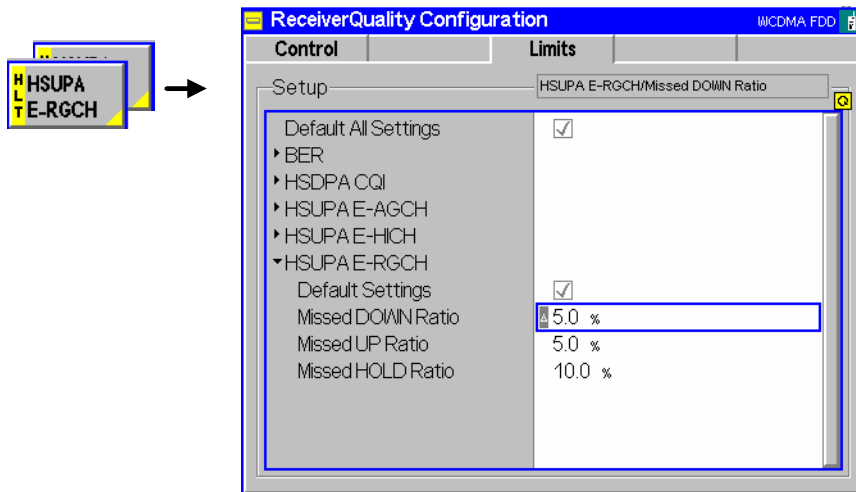 ReceiverQuality Configuration
WCDMA FDD
Control
Limits
H
L
T
HSUPA
E-RGCH
Setup
HSUPA E-RGCH/Missed DOWN Ratio
Default All Settings
BER
HSDPA CQI
HSUPA E-AGCH
HSUPA E-HICH
HSUPA E-RGCH
Default Settings
Missed DOWN Ratio 5.0 %
Missed UP Ratio 5.0 %
Missed HOLD Ratio 10.0 %